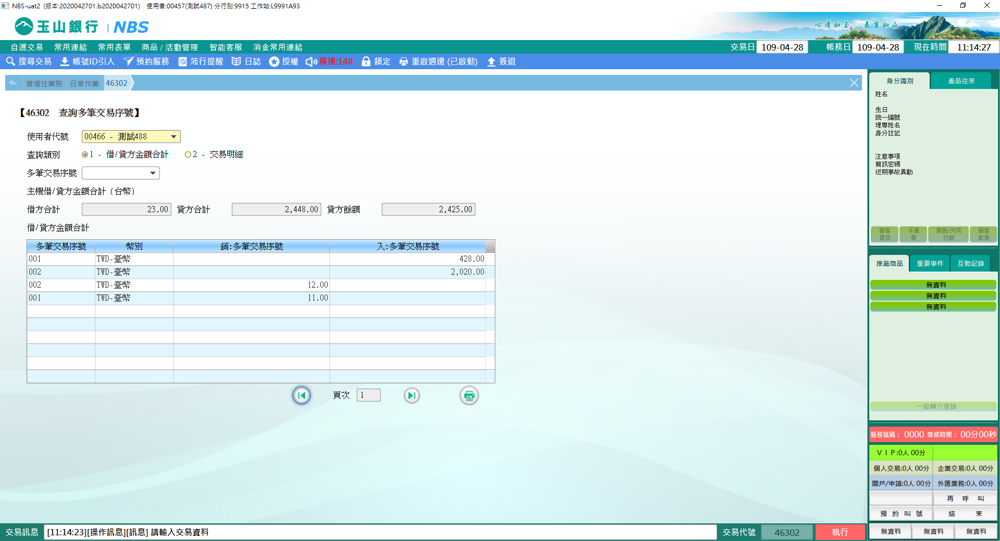 NBS-uat2 (版本:2020042701.b2020042701) 使用者:00457(測試487) 分行別:9915 工作站:L9991A93
玉山銀行 | NBS
心清如玉 義重如山
自選交易 常用連結 常用表單 商品 / 活動管理 智能客服 消金常用連結
交易日 109-04-28 帳務日 109-04-28 現在時間 11:14:27
搜尋交易 帳號ID引入 預約服務 蒞行提醒 日誌 授權 廣播:148 鎖定 重啟週邊 (已啟動) 簽退
管理性業務 日常作業 46302
【46302 查詢多筆交易序號】
使用者代號 00466 - 測試488
查詢類別 1 - 借/貸方金額合計 2 - 交易明細
多筆交易序號
主機借/貸方金額合計（台幣）
借方合計 23.00 貸方合計 2,448.00 貸方餘額 2,425.00
借/貸方金額合計
多筆交易序號 幣別 銷:多筆交易序號 入:多筆交易序號
001 TWD-臺幣 428.00
002 TWD-臺幣 2,020.00
002 TWD-臺幣 12.00
001 TWD-臺幣 11.00
頁次 1
身分識別 產品往來
姓名
生日
統一編號
理專姓名
身分註記
注意事項
簡訊密碼
近期事故異動
顧客資訊 手續費 通路/共同行銷 顧客影像
推薦商品 重要事件 互動記錄
無資料
無資料
無資料
一般轉介登錄
服務號碼： 0000 等候時間： 00分00秒
ＶＩＰ:0人 00分
個人交易:0人 00分 企業交易:0人 00分
開戶/申請:0人 00分 外匯業務:0人 00分
再 呼 叫
預 約 叫 號 結 束
無資料 無資料 無資料
交易訊息 [11:14:23][操作訊息][訊息] 請輸入交易資料 交易代號 46302 執行